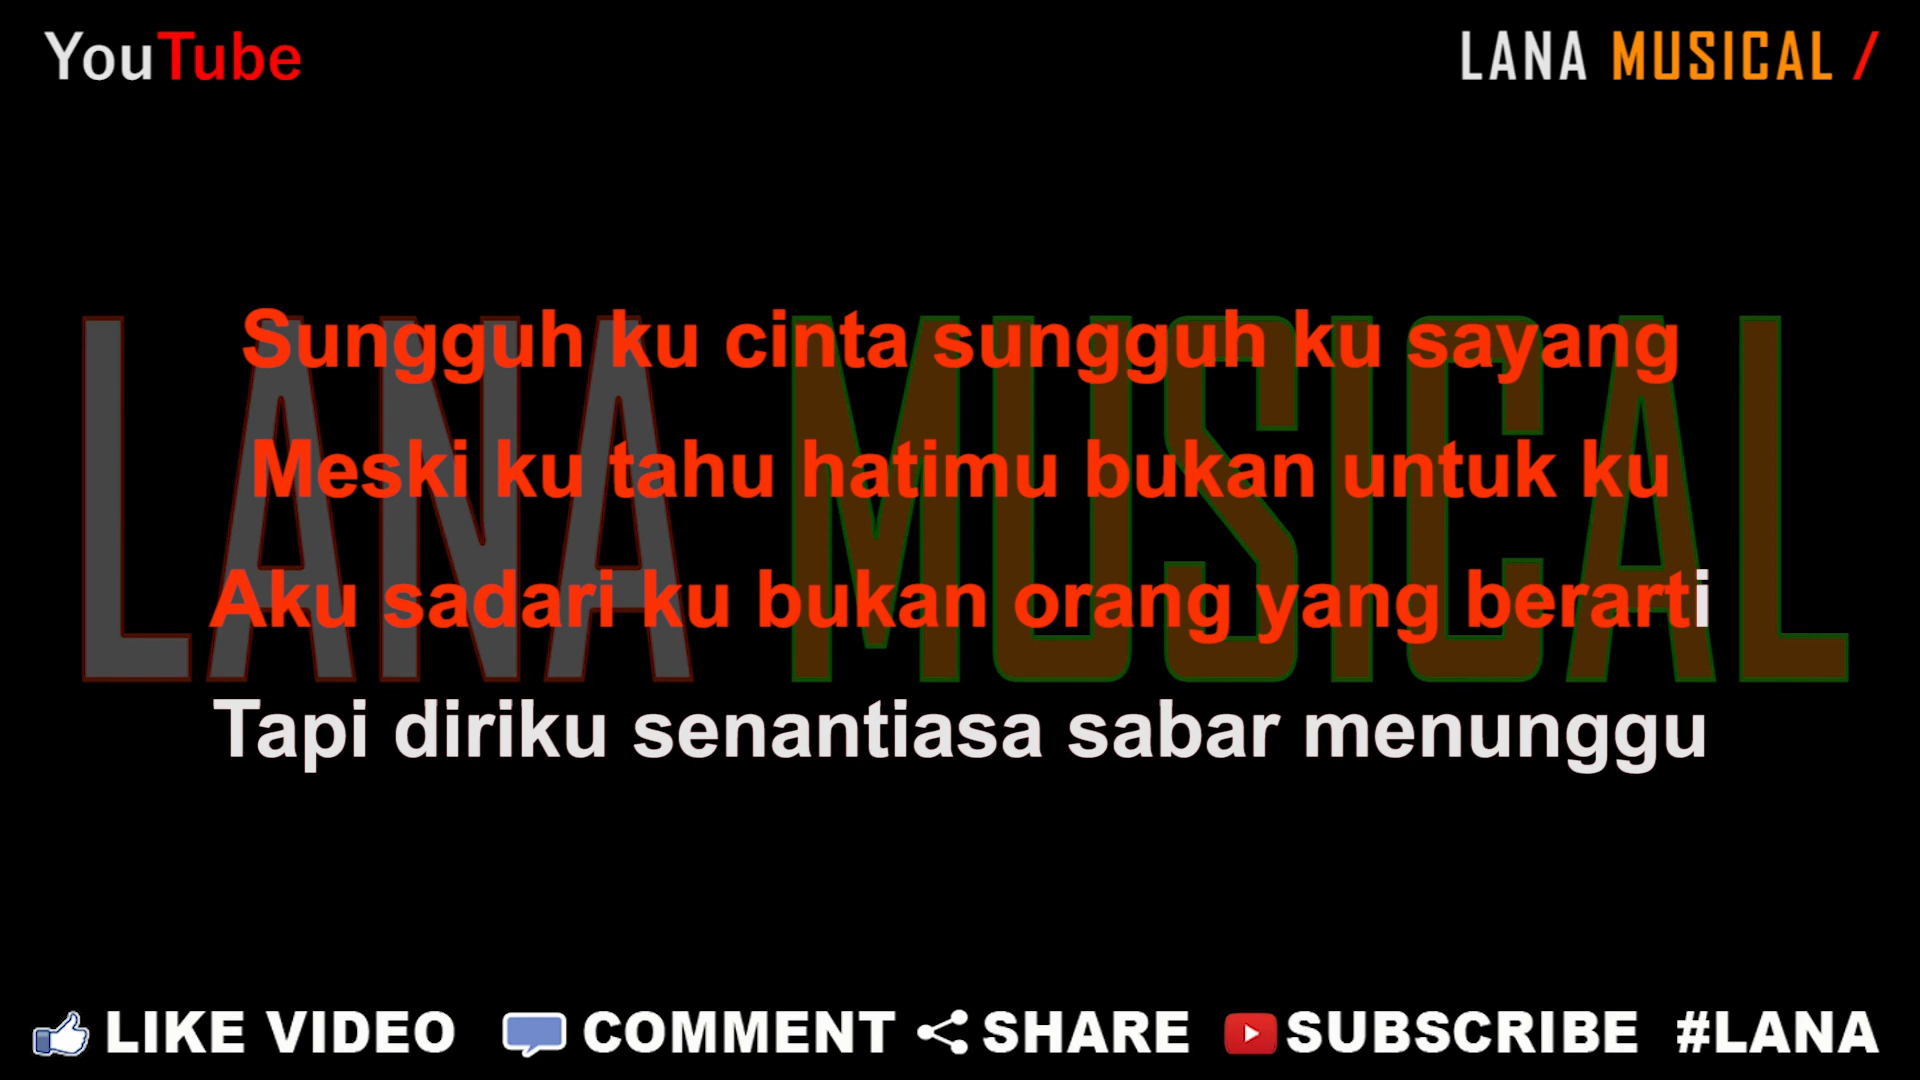 YouTube
LANA MUSICAL /
LANA MUSICAL
Sungguh ku cinta sungguh ku sayang
Meski ku tahu hatimu bukan untuk ku
Aku sadari ku bukan orang yang berarti
Tapi diriku senantiasa sabar menunggu
LIKE VIDEO COMMENT SHARE SUBSCRIBE #LANA